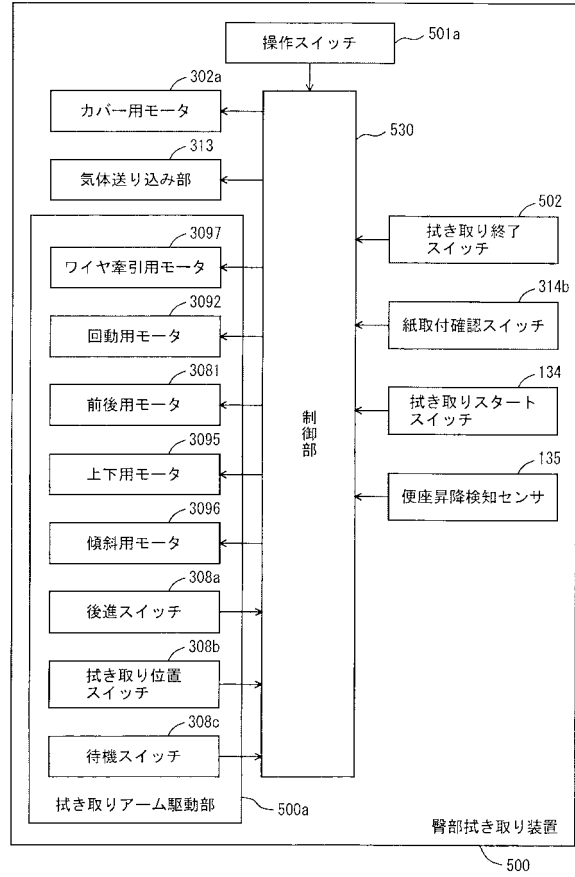 操作スイッチ
501a
302a
カバー用モータ
530
313
気体送り込み部
502
拭き取り終了
スイッチ
3097
ワイヤ牽引用モータ
314b
紙取付確認スイッチ
3092
回動用モータ
134
拭き取りスタート
スイッチ
3081
前後用モータ
制御部
3095
上下用モータ
135
便座昇降検知センサ
3096
傾斜用モータ
308a
後進スイッチ
308b
拭き取り位置
スイッチ
308c
待機スイッチ
拭き取りアーム駆動部
500a
臀部拭き取り装置
500